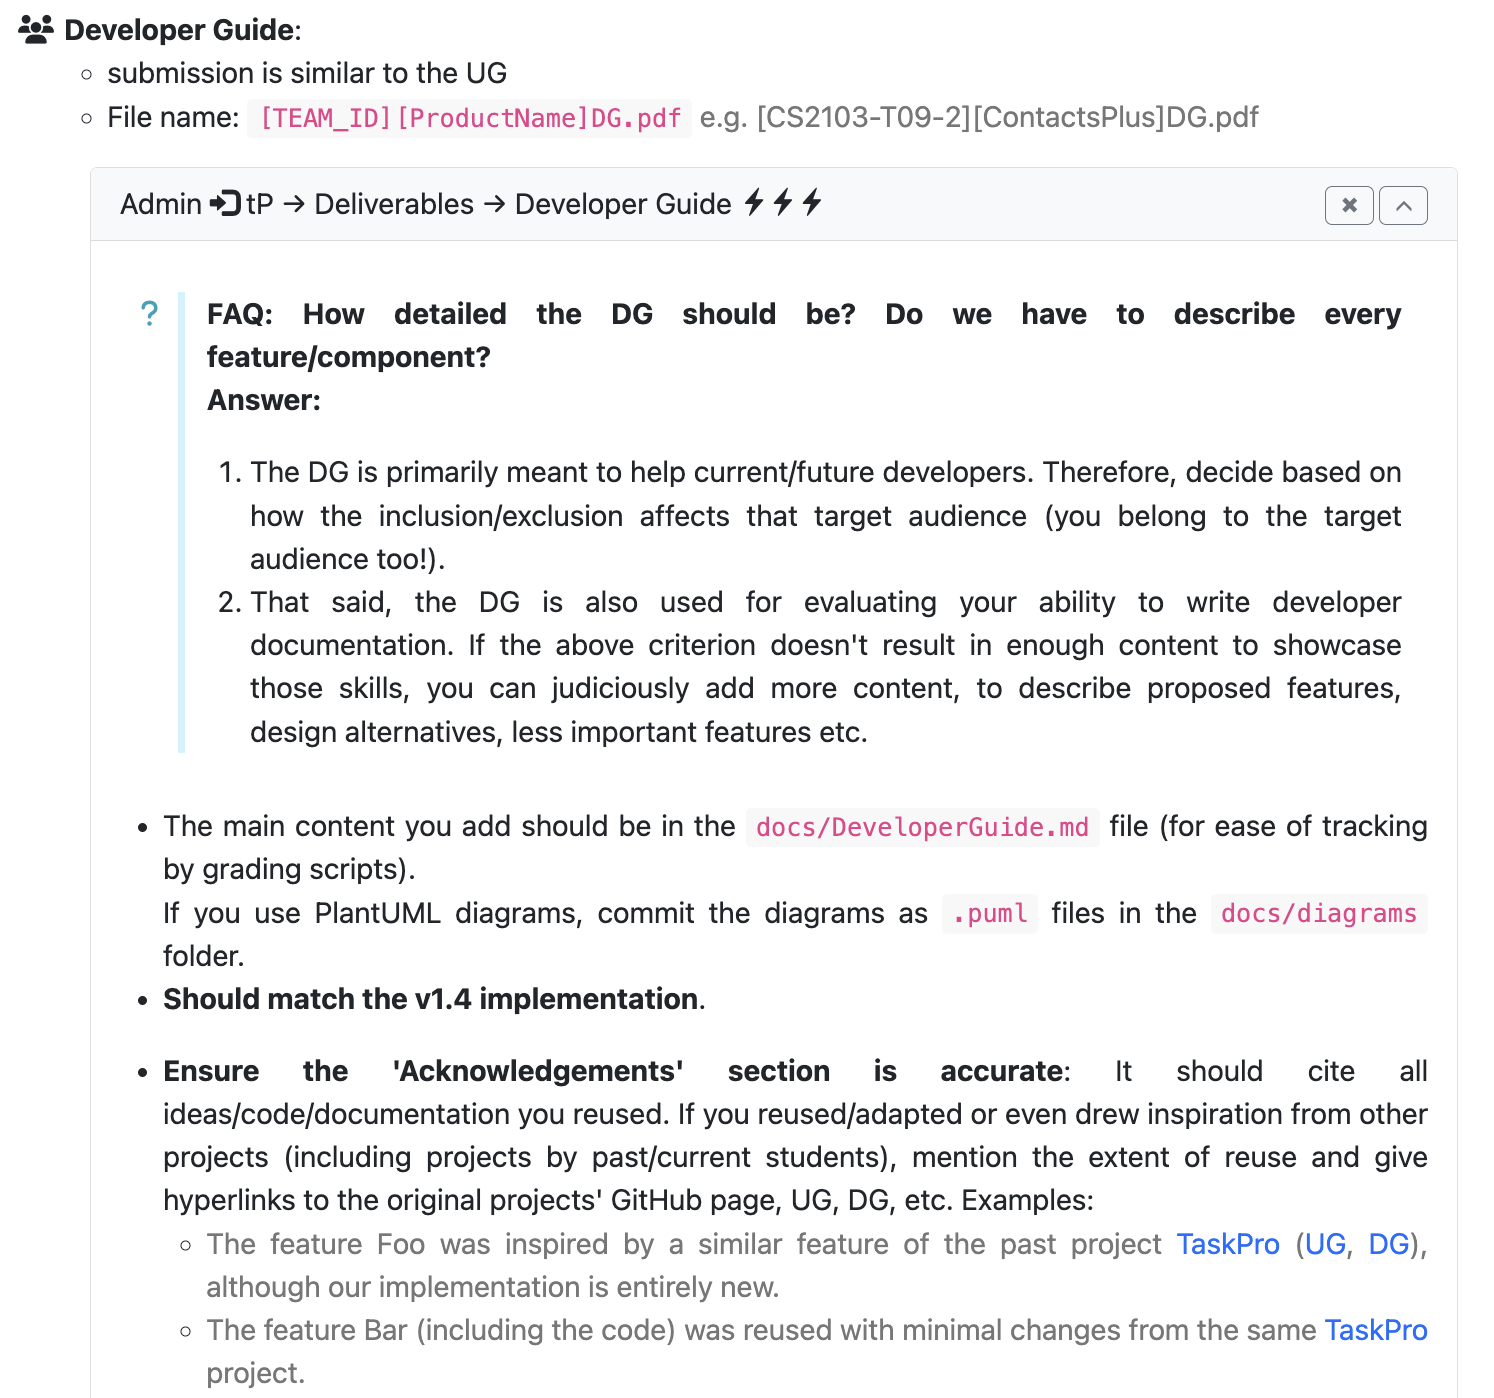 Developer Guide:
submission is similar to the UG
File name: [TEAM_ID][ProductName]DG.pdf e.g. [CS2103-T09-2][ContactsPlus]DG.pdf
Admin tP → Deliverables → Developer Guide
? FAQ: How detailed the DG should be? Do we have to describe every
feature/component?
Answer:
1. The DG is primarily meant to help current/future developers. Therefore, decide based on
how the inclusion/exclusion affects that target audience (you belong to the target
audience too!).
2. That said, the DG is also used for evaluating your ability to write developer
documentation. If the above criterion doesn't result in enough content to showcase
those skills, you can judiciously add more content, to describe proposed features,
design alternatives, less important features etc.
The main content you add should be in the docs/DeveloperGuide.md file (for ease of tracking
by grading scripts).
If you use PlantUML diagrams, commit the diagrams as .puml files in the docs/diagrams
folder.
Should match the v1.4 implementation.
Ensure the 'Acknowledgements' section is accurate: It should cite all
ideas/code/documentation you reused. If you reused/adapted or even drew inspiration from other
projects (including projects by past/current students), mention the extent of reuse and give
hyperlinks to the original projects' GitHub page, UG, DG, etc. Examples:
The feature Foo was inspired by a similar feature of the past project TaskPro (UG, DG),
although our implementation is entirely new.
The feature Bar (including the code) was reused with minimal changes from the same TaskPro
project.